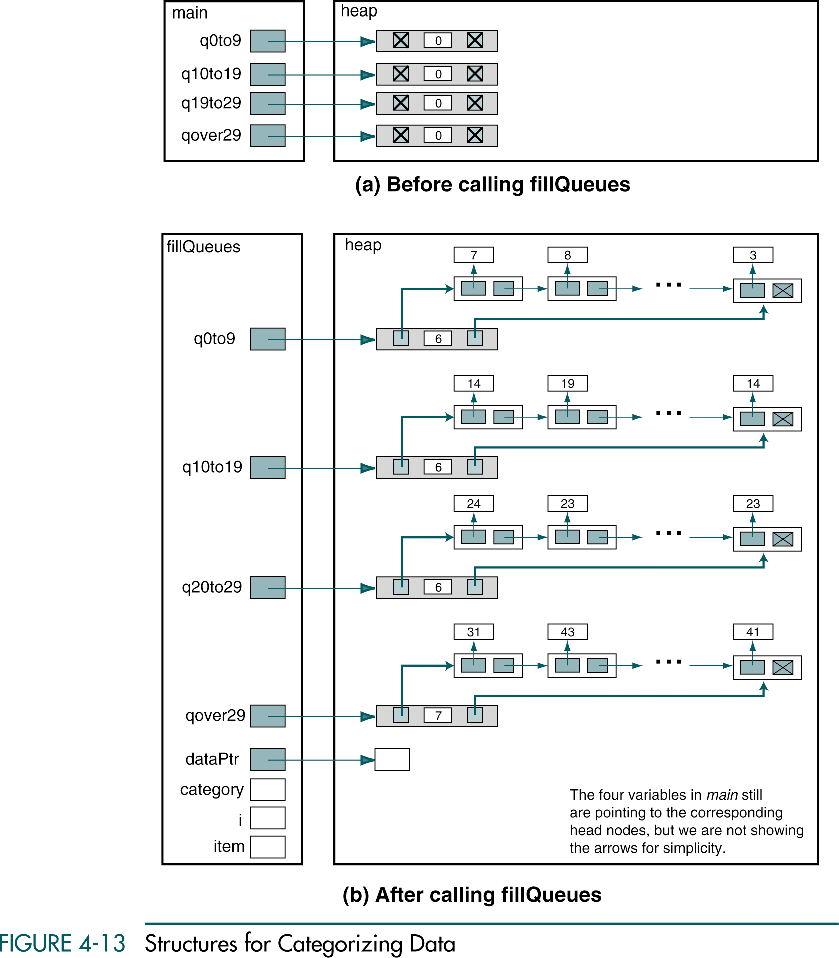 main
heap
q0to9
0
q10to19
0
q19to29
0
qover29
0
(a) Before calling fillQueues
fillQueues
heap
7 8 3
...
q0to9
6
14 19 14
...
q10to19
6
24 23 23
...
q20to29
6
31 43 41
...
qover29
7
dataPtr
category
i
item
The four variables in main still
are pointing to the corresponding
head nodes, but we are not showing
the arrows for simplicity.
(b) After calling fillQueues
FIGURE 4-13 Structures for Categorizing Data